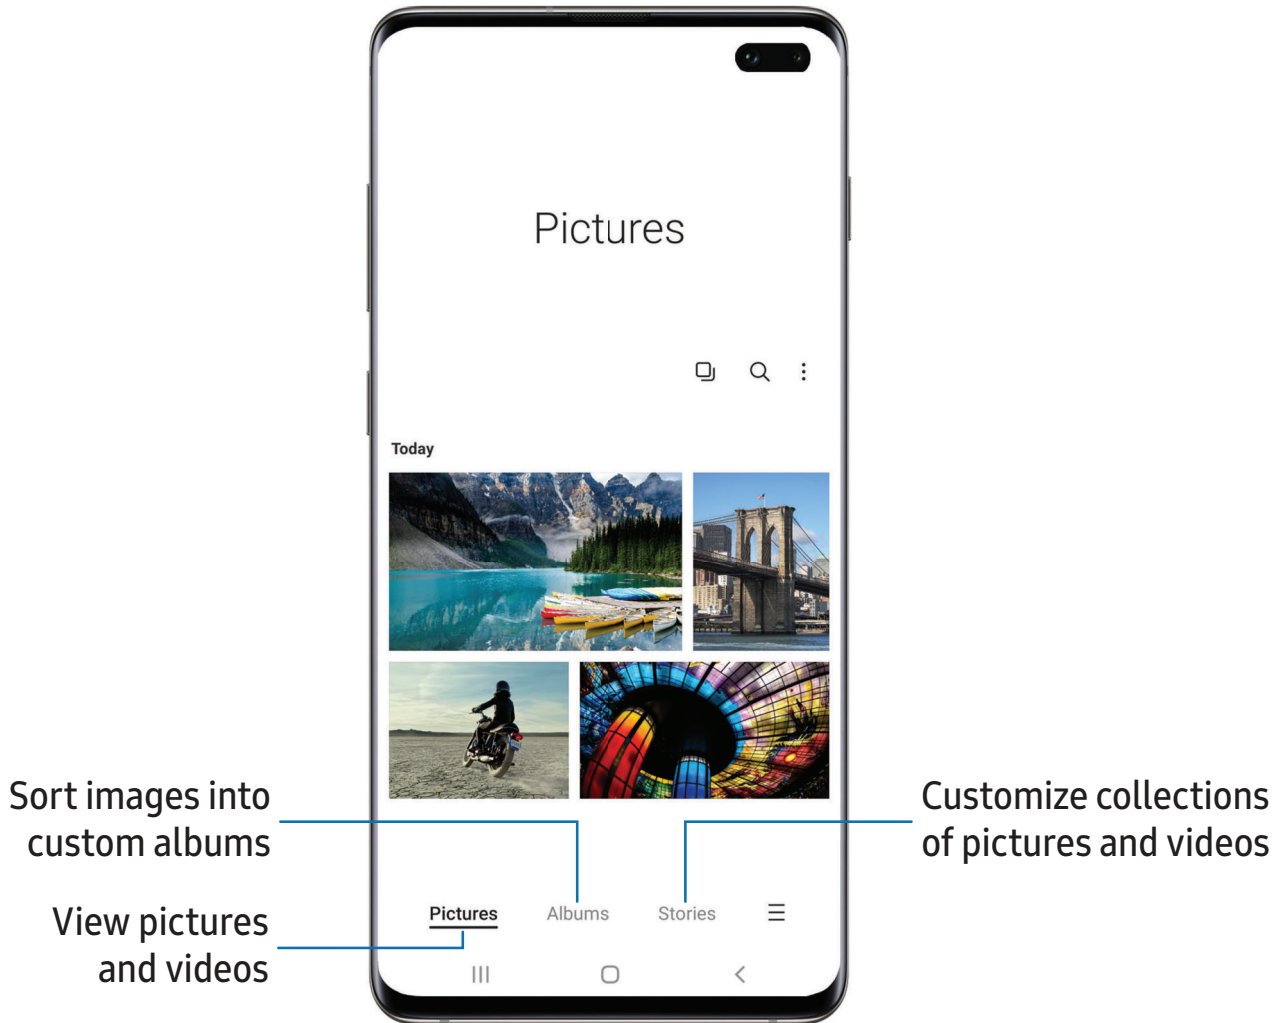 Pictures
Today
Sort images into
custom albums
Customize collections
of pictures and videos
View pictures
and videos
Pictures Albums Stories